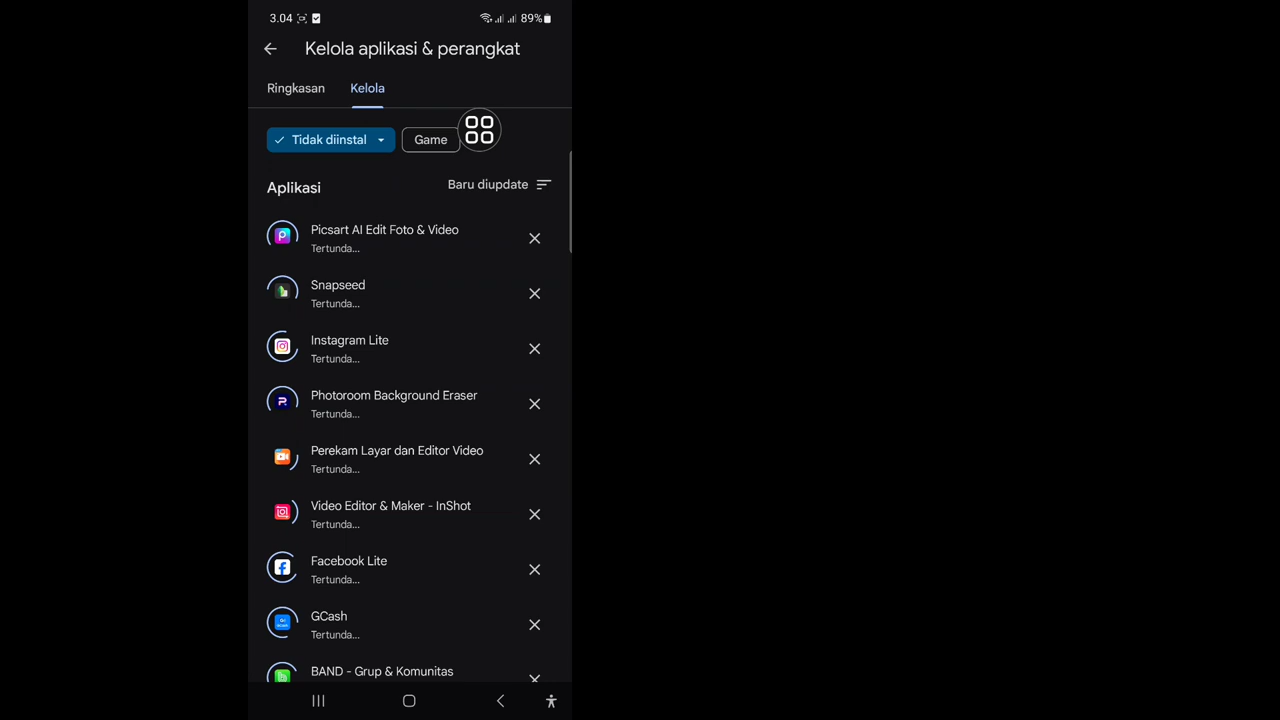 3.04 89%
Kelola aplikasi & perangkat
Ringkasan Kelola
Tidak diinstal Game
Aplikasi Baru diupdate
Picsart AI Edit Foto & Video
Tertunda...
Snapseed
Tertunda...
Instagram Lite
Tertunda...
Photoroom Background Eraser
Tertunda...
Perekam Layar dan Editor Video
Tertunda...
Video Editor & Maker - InShot
Tertunda...
Facebook Lite
Tertunda...
GCash
Tertunda...
BAND - Grup & Komunitas